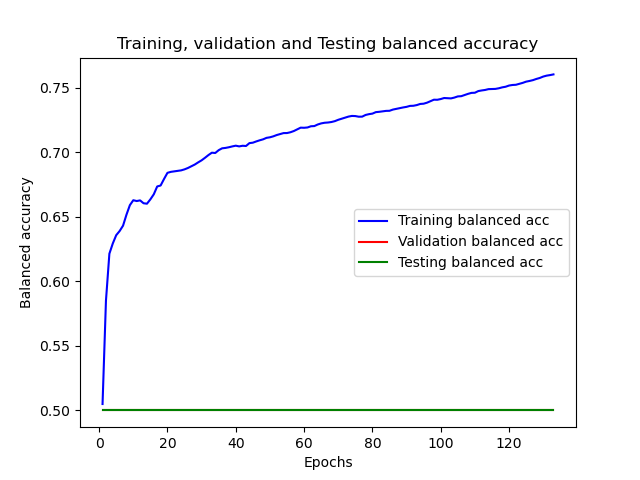 Training, validation and Testing balanced accuracy
Balanced accuracy
0.75
0.70
0.65
0.60
0.55
0.50
Training balanced acc
Validation balanced acc
Testing balanced acc
0 20 40 60 80 100 120
Epochs